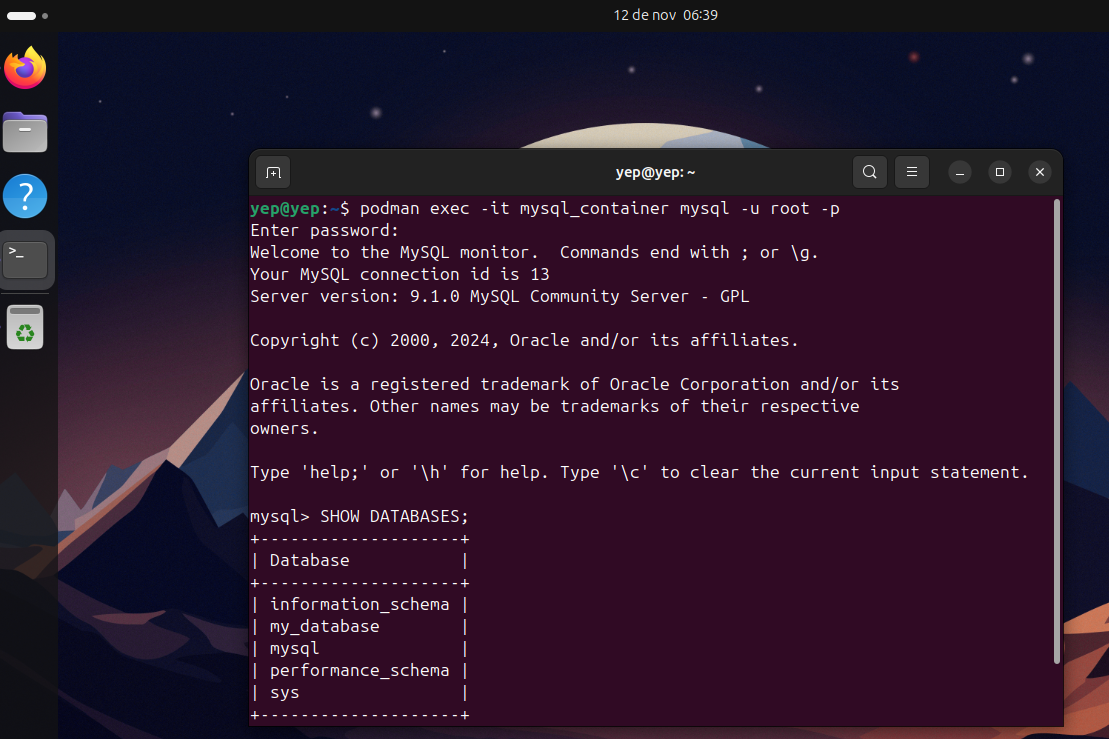 12 de nov 06:39
yep@yep: ~
yep@yep:~$ podman exec -it mysql_container mysql -u root -p
Enter password:
Welcome to the MySQL monitor.  Commands end with ; or \g.
Your MySQL connection id is 13
Server version: 9.1.0 MySQL Community Server - GPL
Copyright (c) 2000, 2024, Oracle and/or its affiliates.
Oracle is a registered trademark of Oracle Corporation and/or its
affiliates. Other names may be trademarks of their respective
owners.
Type 'help;' or '\h' for help. Type '\c' to clear the current input statement.
mysql> SHOW DATABASES;
+--------------------+
| Database           |
+--------------------+
| information_schema |
| my_database        |
| mysql              |
| performance_schema |
| sys                |
+--------------------+